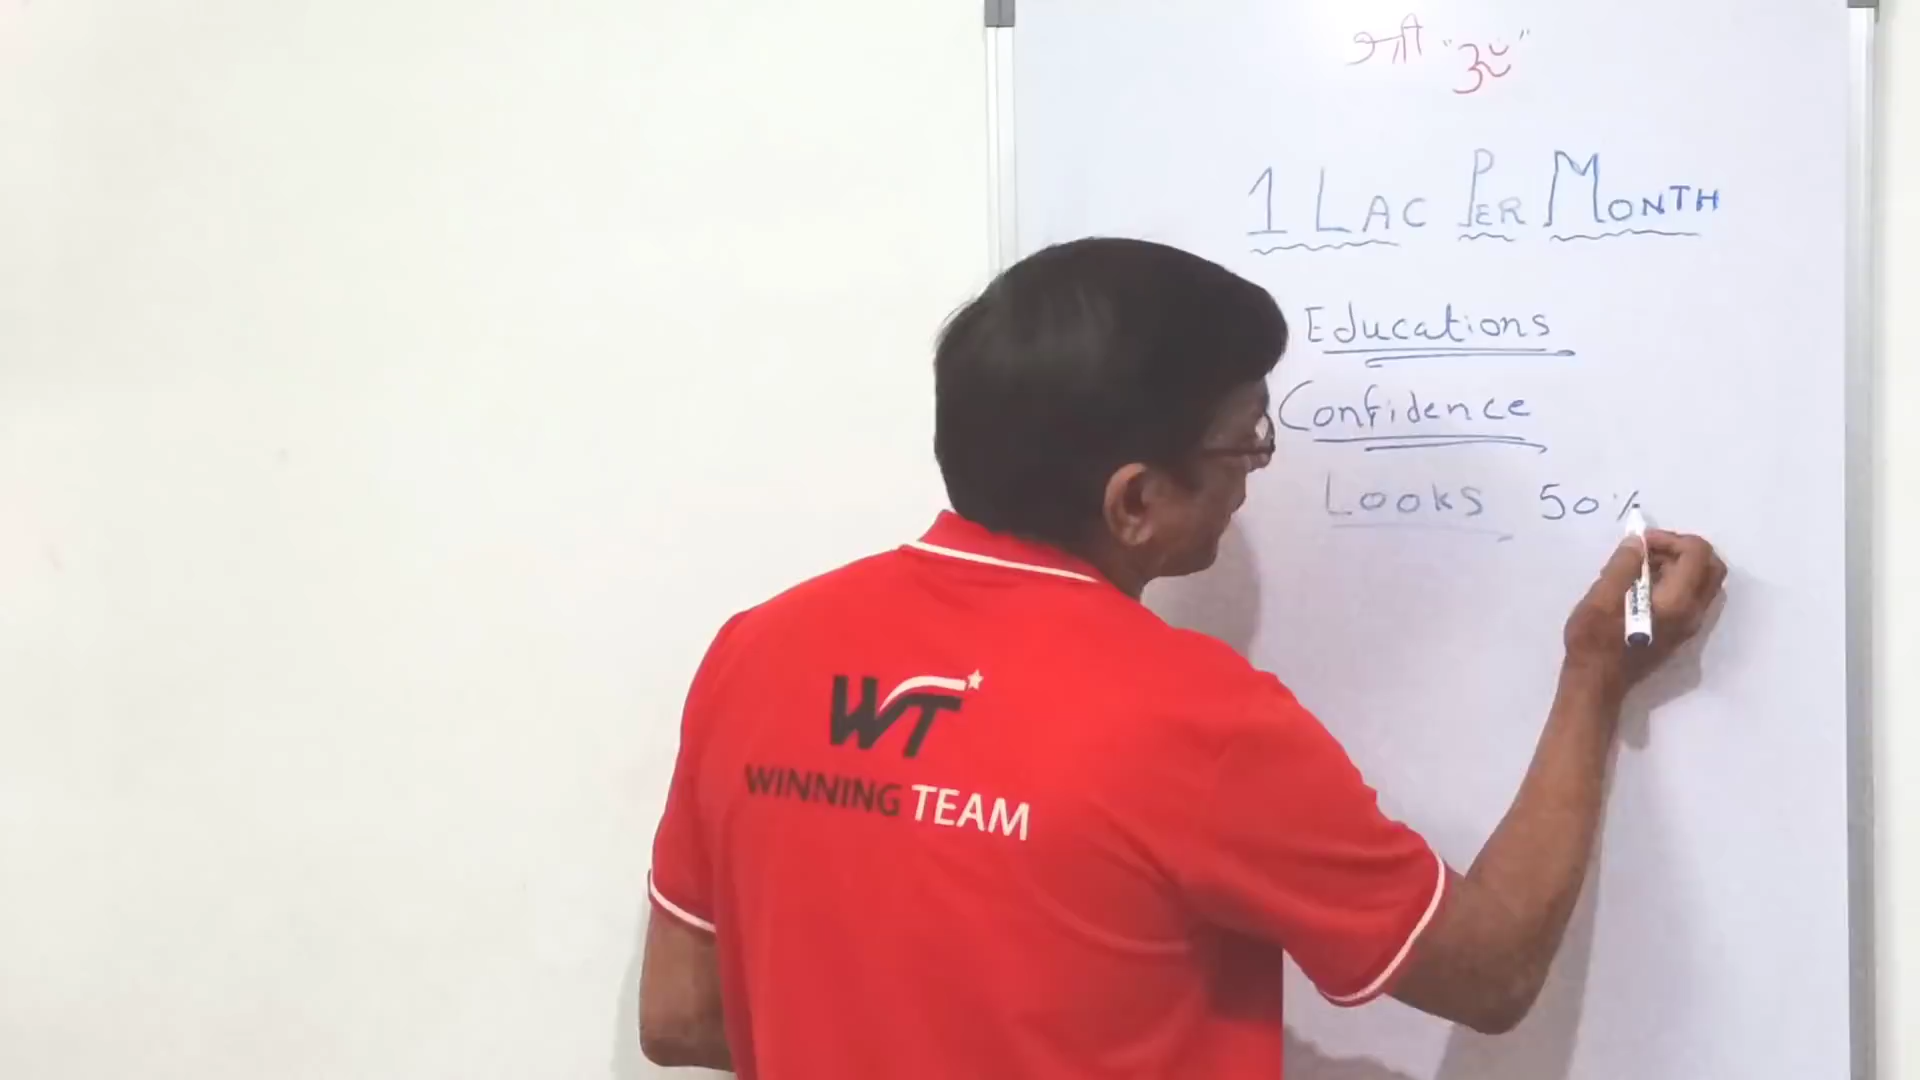 श्री "ॐ"
1 LAC PER MONTH
Educations
Confidence
Looks 50%
WT
WINNING TEAM